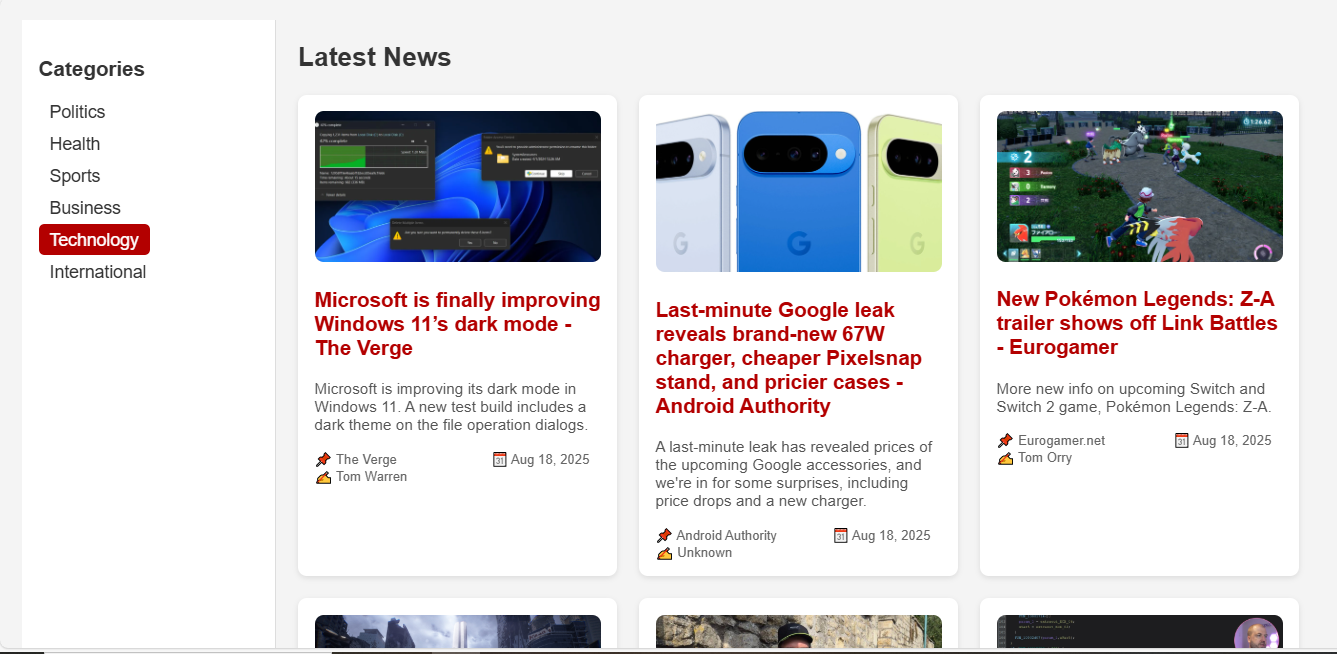 Categories
Politics
Health
Sports
Business
Technology
International
Latest News
Microsoft is finally improving
Windows 11’s dark mode -
The Verge
Microsoft is improving its dark mode in
Windows 11. A new test build includes a
dark theme on the file operation dialogs.
The Verge
Aug 18, 2025
Tom Warren
Last-minute Google leak
reveals brand-new 67W
charger, cheaper Pixelsnap
stand, and pricier cases -
Android Authority
A last-minute leak has revealed prices of
the upcoming Google accessories, and
we're in for some surprises, including
price drops and a new charger.
Android Authority
Aug 18, 2025
Unknown
2
3
0
2
New Pokémon Legends: Z-A
trailer shows off Link Battles
- Eurogamer
More new info on upcoming Switch and
Switch 2 game, Pokémon Legends: Z-A.
Eurogamer.net
Aug 18, 2025
Tom Orry